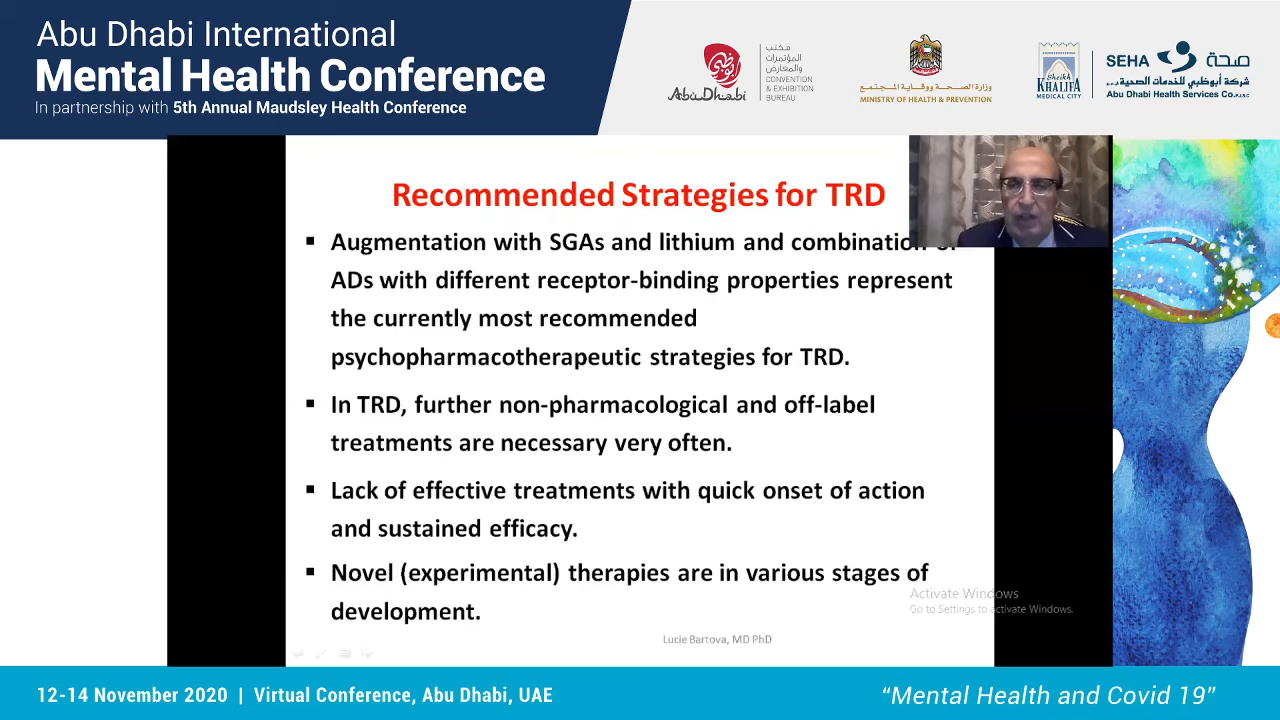 Abu Dhabi International
Mental Health Conference
In partnership with 5th Annual Maudsley Health Conference
Abu Dhabi
مكتب
المؤتمرات
والمعارض
CONVENTION
& EXHIBITION
BUREAU
وزارة الصحة ووقاية المجتمع
MINISTRY OF HEALTH & PREVENTION
Sheikh
KHALIFA
MEDICAL CITY
SEHA صحة
شركة أبوظبي للخدمات الصحية
Abu Dhabi Health Services Co.
Recommended Strategies for TRD
▪ Augmentation with SGAs and lithium and combination of
ADs with different receptor-binding properties represent
the currently most recommended
psychopharmacotherapeutic strategies for TRD.
▪ In TRD, further non-pharmacological and off-label
treatments are necessary very often.
▪ Lack of effective treatments with quick onset of action
and sustained efficacy.
▪ Novel (experimental) therapies are in various stages of
development.
Activate Windows
Go to Settings to activate Windows.
Lucie Bartova, MD PhD
12-14 November 2020 | Virtual Conference, Abu Dhabi, UAE
“Mental Health and Covid 19”